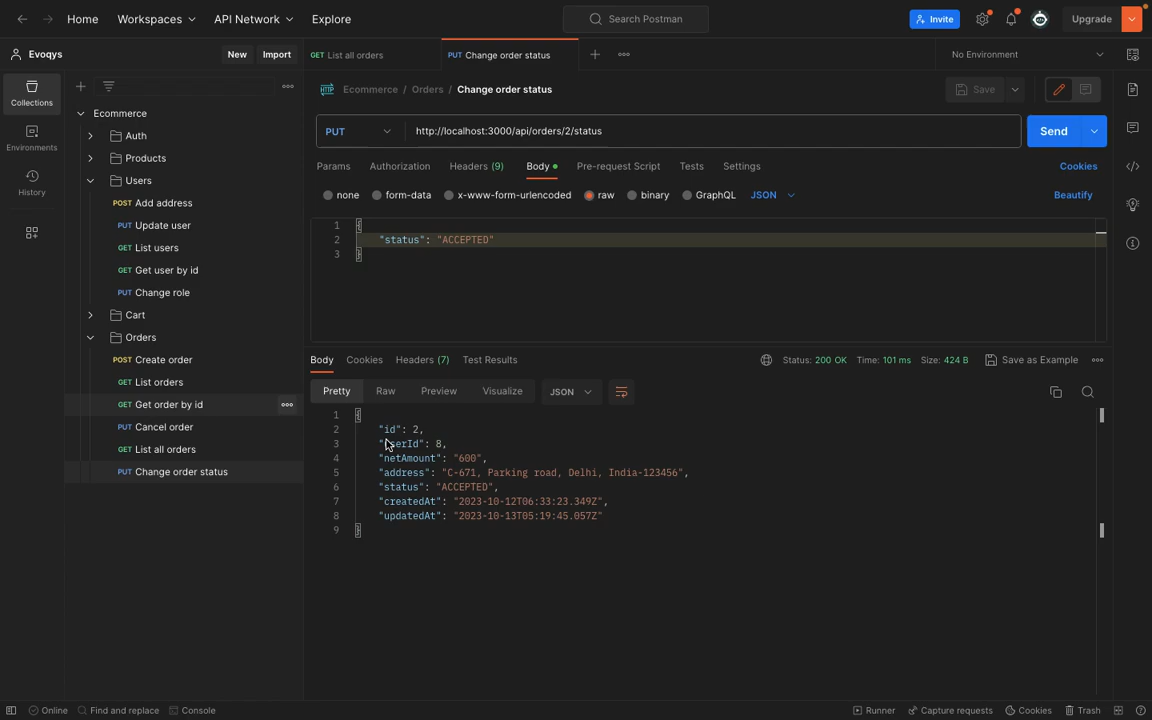 Home Workspaces API Network Explore Search Postman Invite Upgrade
Evoqys New Import GET List all orders PUT Change order status No Environment
Collections
Environments
History
Ecommerce
Auth
Products
Users
POST Add address
PUT Update user
GET List users
GET Get user by id
PUT Change role
Cart
Orders
POST Create order
GET List orders
GET Get order by id
PUT Cancel order
GET List all orders
PUT Change order status
HTTP Ecommerce / Orders / Change order status Save
PUT http://localhost:3000/api/orders/2/status Send
Params Authorization Headers (9) Body Pre-request Script Tests Settings Cookies
none form-data x-www-form-urlencoded raw binary GraphQL JSON Beautify
1 {
2 "status": "ACCEPTED"
3 }
Body Cookies Headers (7) Test Results Status: 200 OK Time: 101 ms Size: 424 B Save as Example
Pretty Raw Preview Visualize JSON
1 {
2 "id": 2,
3 "userId": 8,
4 "netAmount": "600",
5 "address": "C-671, Parking road, Delhi, India-123456",
6 "status": "ACCEPTED",
7 "createdAt": "2023-10-12T06:33:23.349Z",
8 "updatedAt": "2023-10-13T05:19:45.057Z"
9 }
Online Find and replace Console Runner Capture requests Cookies Trash